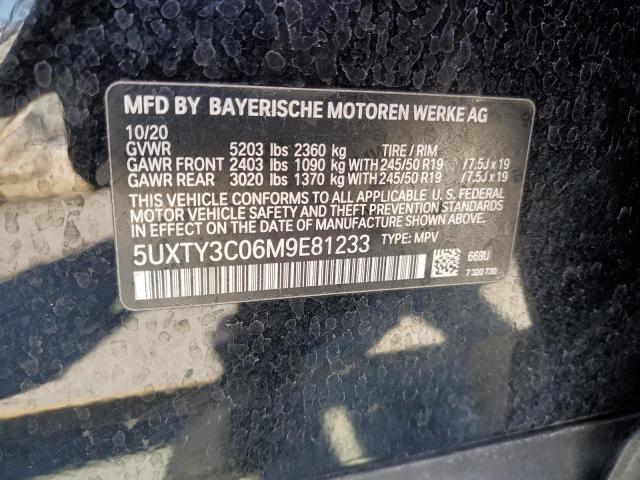 MFD BY BAYERISCHE MOTOREN WERKE AG
10/20
GVWR 5203 lbs 2360 kg TIRE / RIM
GAWR FRONT 2403 lbs 1090 kg WITH 245/50 R19 /7.5J x 19
GAWR REAR 3020 lbs 1370 kg WITH 245/50 R19 /7.5J x 19
THIS VEHICLE CONFORMS TO ALL APPLICABLE U. S. FEDERAL
MOTOR VEHICLE SAFETY AND THEFT PREVENTION STANDARDS
IN EFFECT ON THE DATE OF MANUFACTURE SHOWN ABOVE.
5UXTY3C06M9E81233 TYPE: MPV
668U
7 320 730